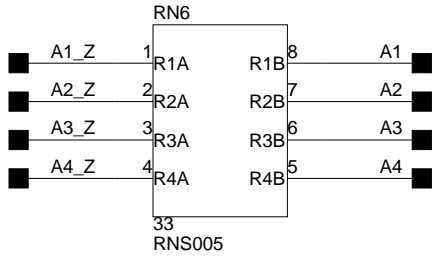 RN6
A1_Z 1 R1A R1B 8 A1
A2_Z 2 R2A R2B 7 A2
A3_Z 3 R3A R3B 6 A3
A4_Z 4 R4A R4B 5 A4
33
RNS005